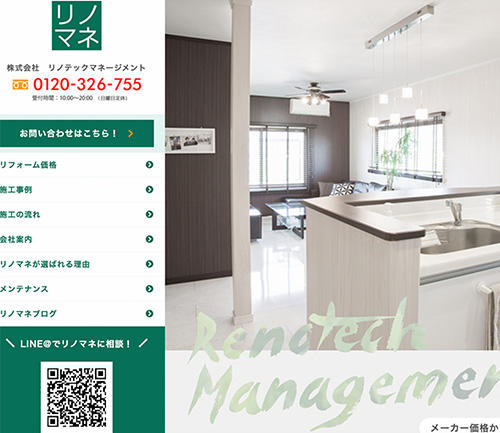 リノ
マネ
株式会社 リノテックマネージメント
0120-326-755
受付時間:10:00〜20:00 (日曜日定休)
お問い合わせはこちら!
リフォーム価格
施工事例
施工の流れ
会社案内
リノマネが選ばれる理由
メンテナンス
リノマネブログ
\ LINE@でリノマネに相談! /
Renotech
Managemen
メーカー価格か